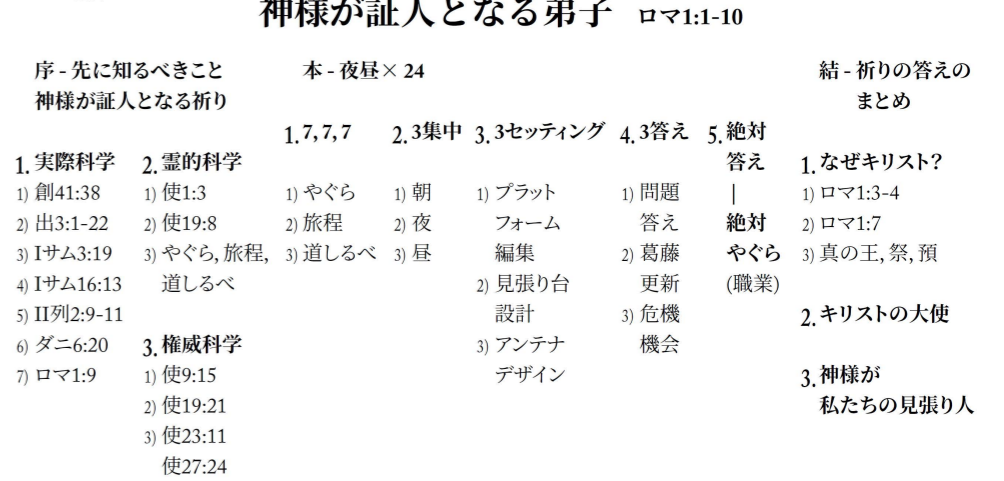 神様が証人となる弟子 ロマ1:1-10
序 - 先に知るべきこと
神様が証人となる祈り
1. 実際科学
1) 創41:38
2) 出3:1-22
3) Iサム3:19
4) Iサム16:13
5) II列2:9-11
6) ダニ6:20
7) ロマ1:9
2. 霊的科学
1) 使1:3
2) 使19:8
3) やぐら, 旅程,
道しるべ
3. 権威科学
1) 使9:15
2) 使19:21
3) 使23:11
使27:24
本 - 夜昼× 24
1. 7, 7, 7
1) やぐら
2) 旅程
3) 道しるべ
2. 3集中
1) 朝
2) 夜
3) 昼
3. 3セッティング
1) プラット
フォーム
編集
2) 見張り台
設計
3) アンテナ
デザイン
4. 3答え
1) 問題
答え
2) 葛藤
更新
3) 危機
機会
5. 絶対
答え
|
絶対
やぐら
(職業)
結 - 祈りの答えの
まとめ
1. なぜキリスト?
1) ロマ1:3-4
2) ロマ1:7
3) 真の王, 祭, 預
2. キリストの大使
3. 神様が
私たちの見張り人